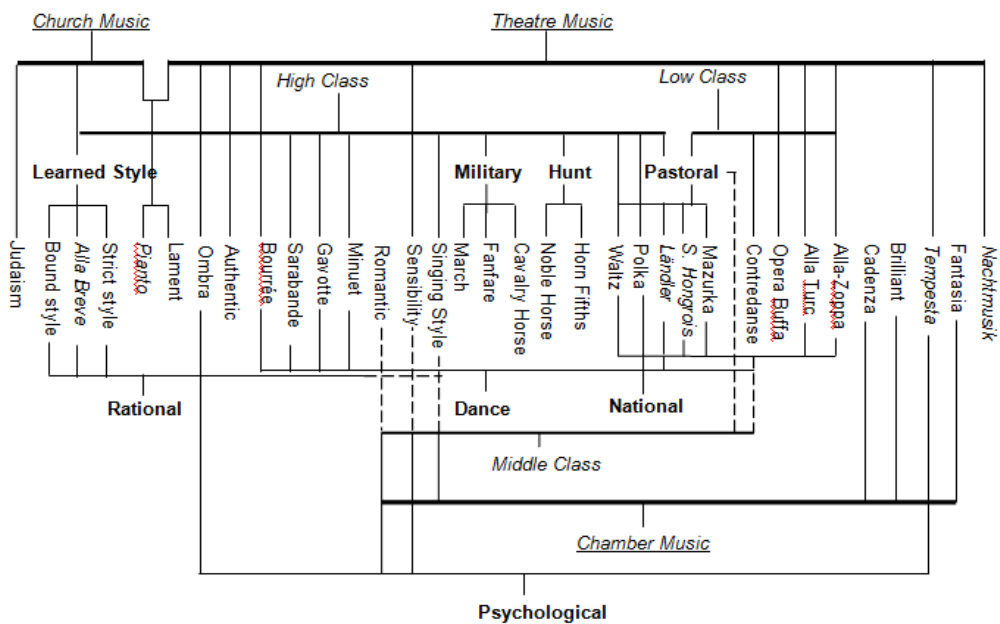 Church Music
Theatre Music
High Class
Low Class
Learned Style
Military
Hunt
Pastoral
Judaism
Bound style
Alla Breve
Strict style
Pianto
Lament
Ombra
Authentic
Bourrée
Sarabande
Gavotte
Minuet
Romantic
Sensibility
Singing Style
March
Fanfare
Cavalry Horse
Noble Horse
Horn Fifths
Waltz
Polka
Ländler
S. Hongrois
Mazurka
Contredanse
Opera Buffa
Alla Turc
Alla-Zoppa
Cadenza
Brilliant
Tempesta
Fantasia
Nachtmusik
Rational
Dance
National
Middle Class
Chamber Music
Psychological